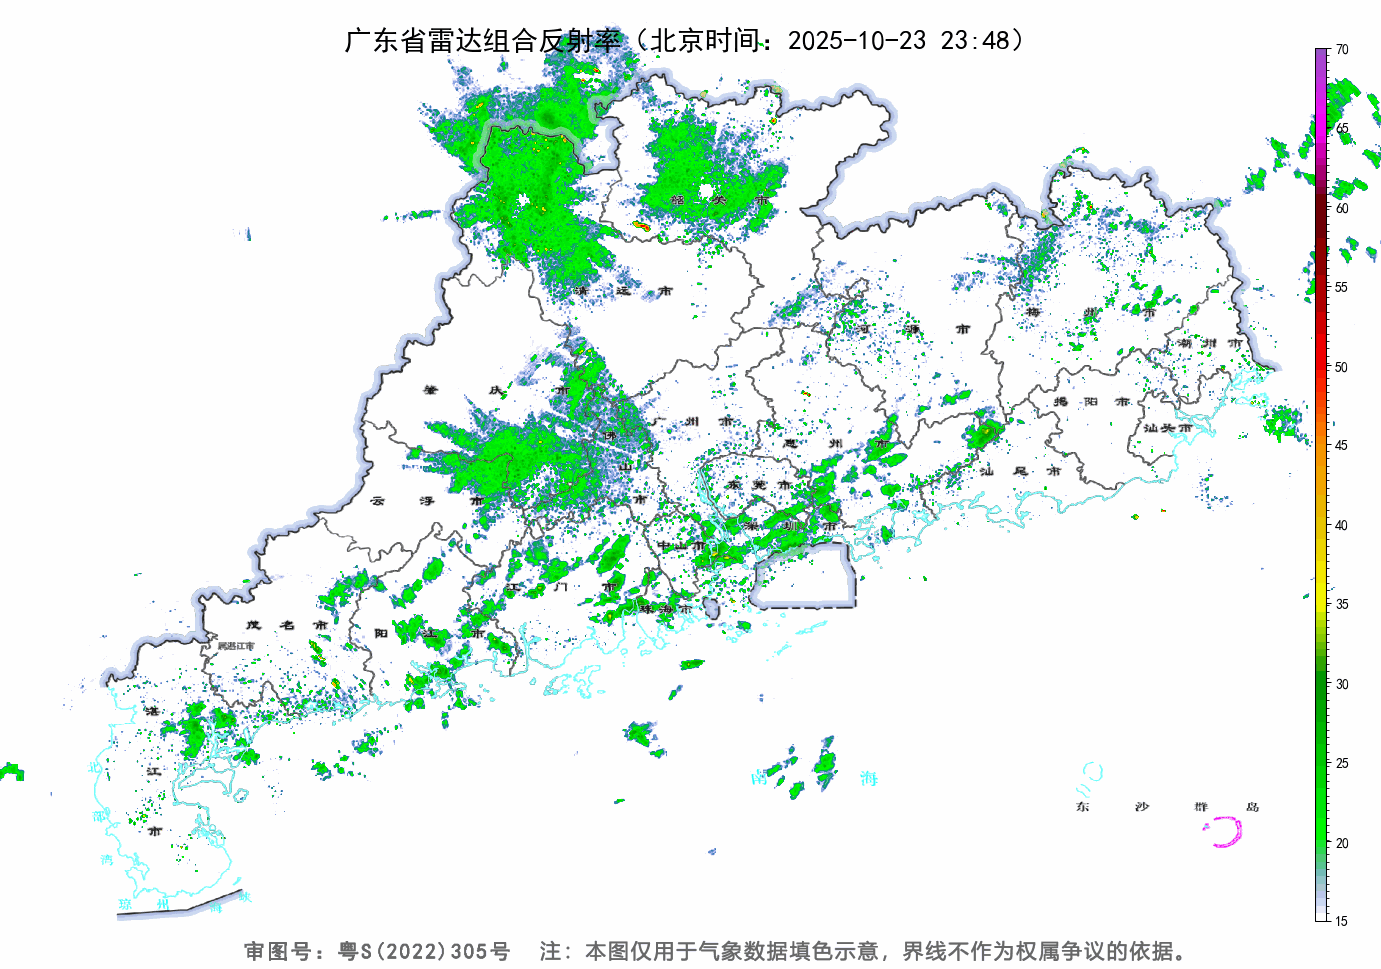 广东省雷达组合反射率（北京时间：2025-10-23 23:48）
70
65
60
55
50
45
40
35
30
25
20
15
韶关市
清远市
梅州市
河源市
潮州市
肇庆市
揭阳市
广州市
汕头市
佛山市
惠州市
汕尾市
云浮市
东莞市
深圳市
中山市
江门市
珠海市
茂名市
阳江市
属湛江市
湛江市
北部湾
南海
东沙群岛
琼州海峡
审图号：粤S(2022)305号 注：本图仅用于气象数据填色示意，界线不作为权属争议的依据。